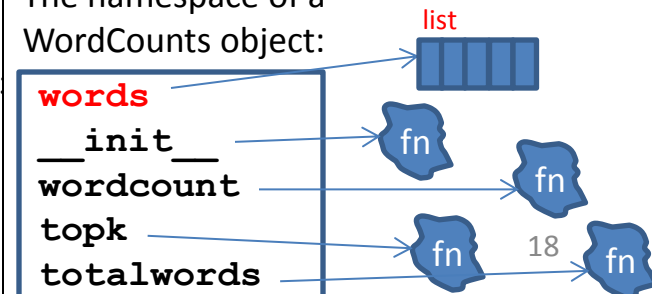 The namespace of a
WordCounts object:
list
words
__init__
fn
wordcount
fn
topk
fn
18
totalwords
fn